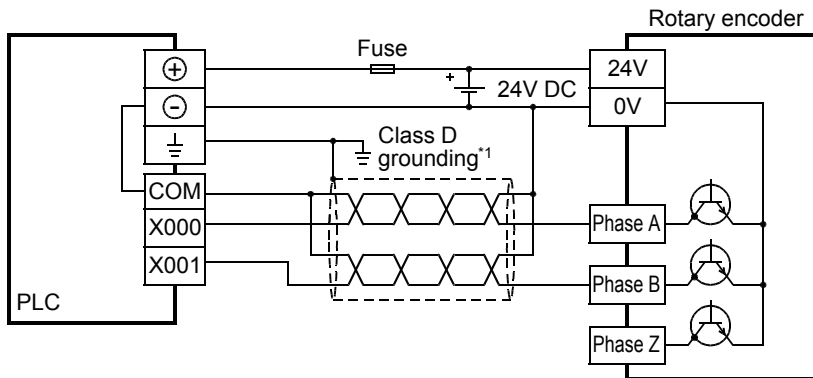 Rotary encoder
Fuse
+
24V
-
+
24V DC
0V
Class D
grounding*1
COM
X000
Phase A
X001
Phase B
PLC
Phase Z